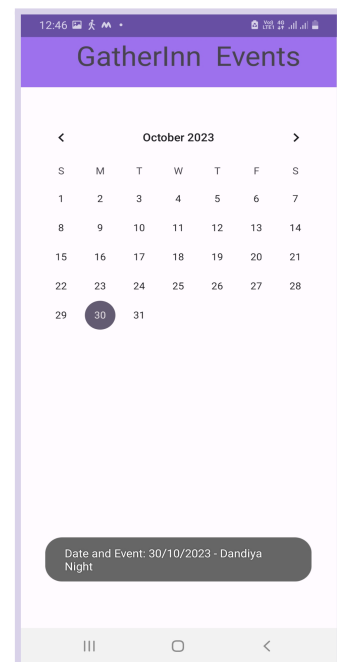 12:46
GatherInn Events
October 2023
S M T W T F S
1 2 3 4 5 6 7
8 9 10 11 12 13 14
15 16 17 18 19 20 21
22 23 24 25 26 27 28
29 30 31
Date and Event: 30/10/2023 - Dandiya
Night